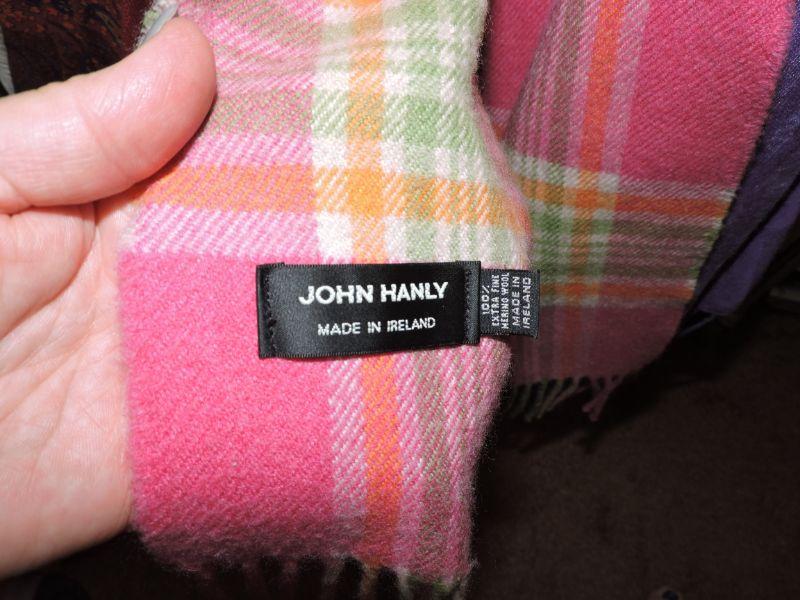 JOHN HANLY
MADE IN IRELAND
100%
EXTRA FINE
MERINO WOOL
MADE IN
IRELAND